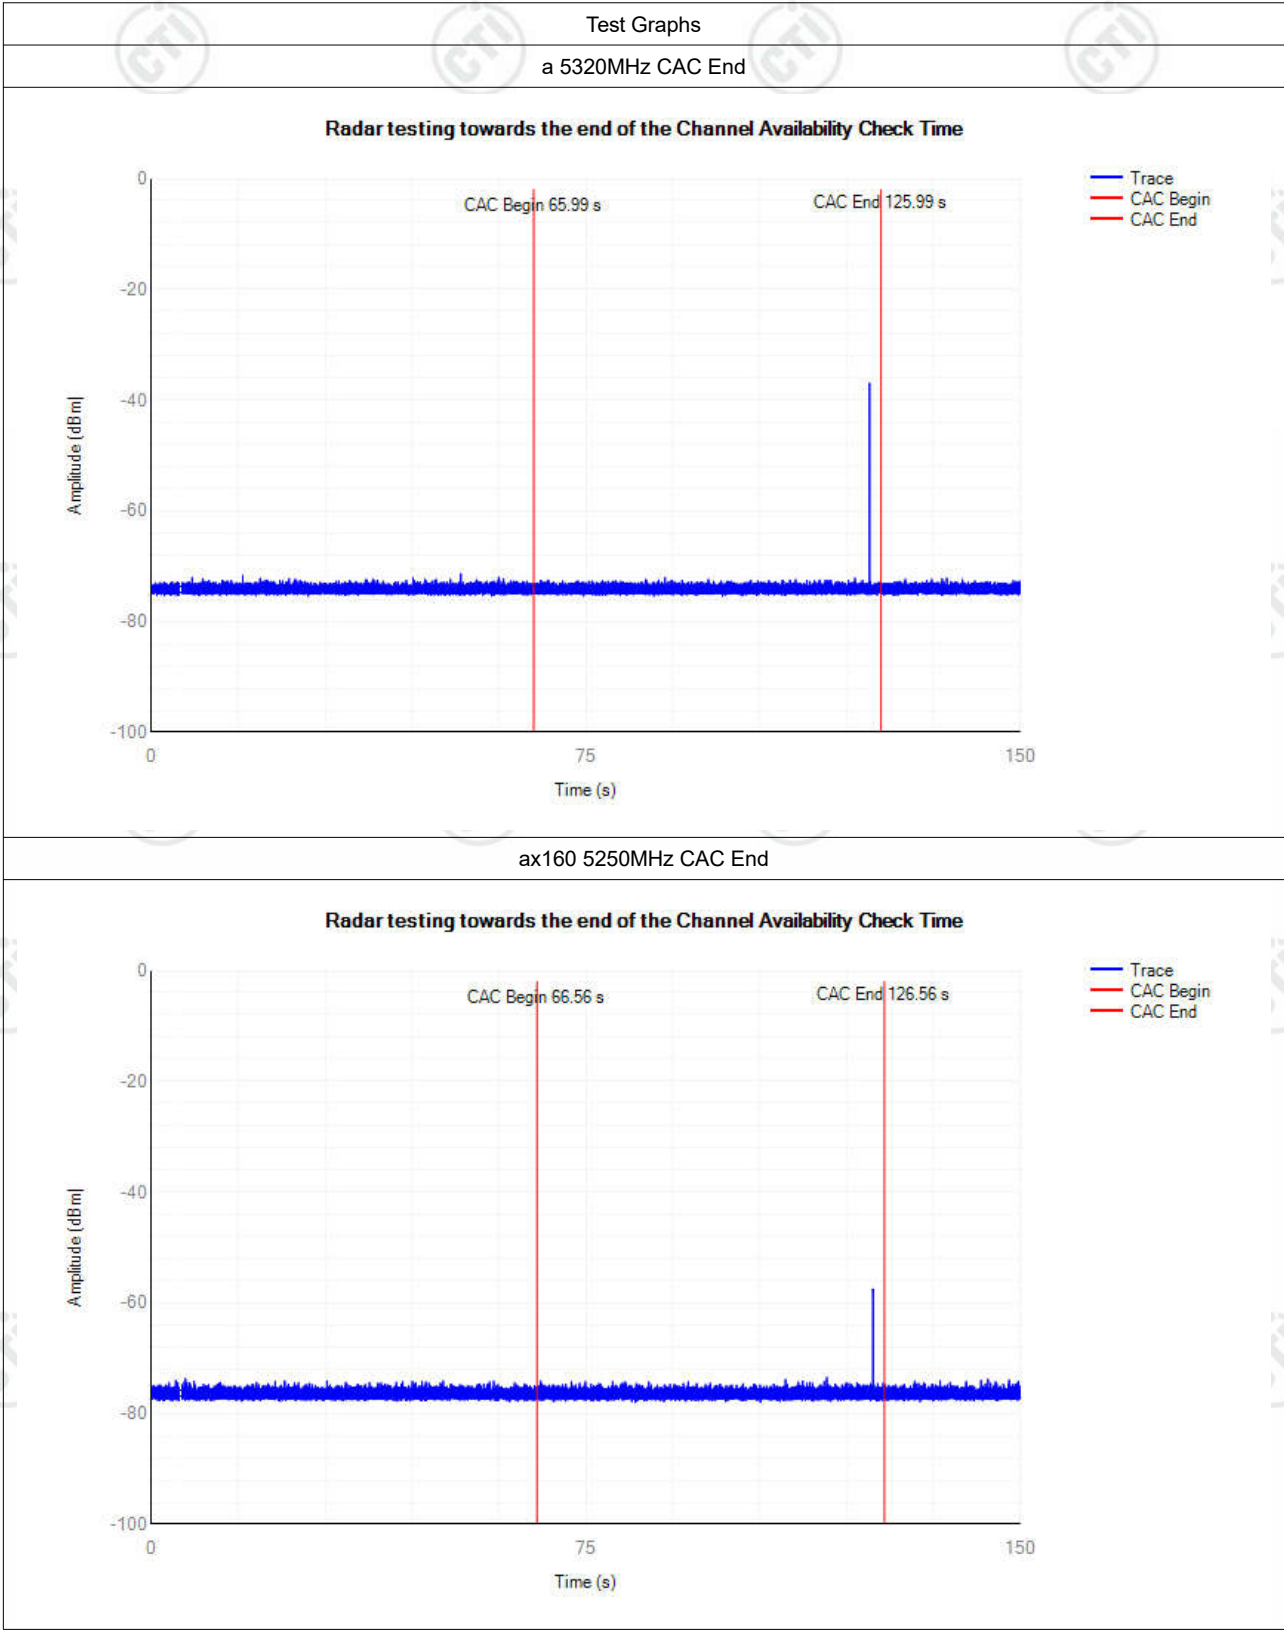 Test Graphs
a 5320MHz CAC End
Radar testing towards the end of the Channel Availability Check Time
0
-20
-40
-60
-80
-100
Amplitude (dBm|
CAC Begin 65.99 s
CAC End 125.99 s
Trace
CAC Begin
CAC End
0
75
150
Time (s)
ax160 5250MHz CAC End
Radar testing towards the end of the Channel Availability Check Time
0
-20
-40
-60
-80
-100
Amplitude (dBm|
CAC Begin 66.56 s
CAC End 126.56 s
Trace
CAC Begin
CAC End
0
75
150
Time (s)
CTI
CTI
CTI
CTI